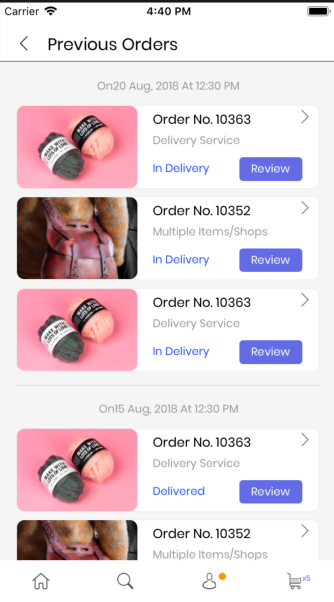 Carrier 4:40 PM
Previous Orders
On20 Aug, 2018 At 12:30 PM
Order No. 10363
Delivery Service
In Delivery Review
Order No. 10352
Multiple Items/Shops
In Delivery Review
Order No. 10363
Delivery Service
In Delivery Review
On15 Aug, 2018 At 12:30 PM
Order No. 10363
Delivery Service
Delivered Review
Order No. 10352
Multiple Items/Shops
x5